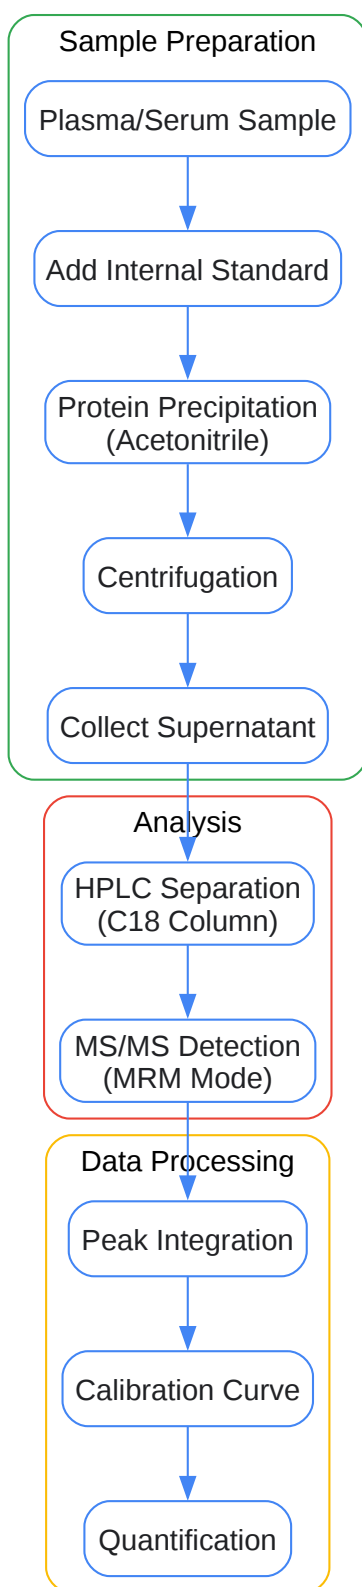 Sample Preparation
Plasma/Serum Sample
Add Internal Standard
Protein Precipitation
(Acetonitrile)
Centrifugation
Collect Supernatant
Analysis
HPLC Separation
(C18 Column)
MS/MS Detection
(MRM Mode)
Data Processing
Peak Integration
Calibration Curve
Quantification